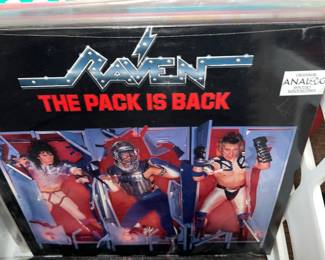 RAVEN
THE PACK IS BACK
ANALOG